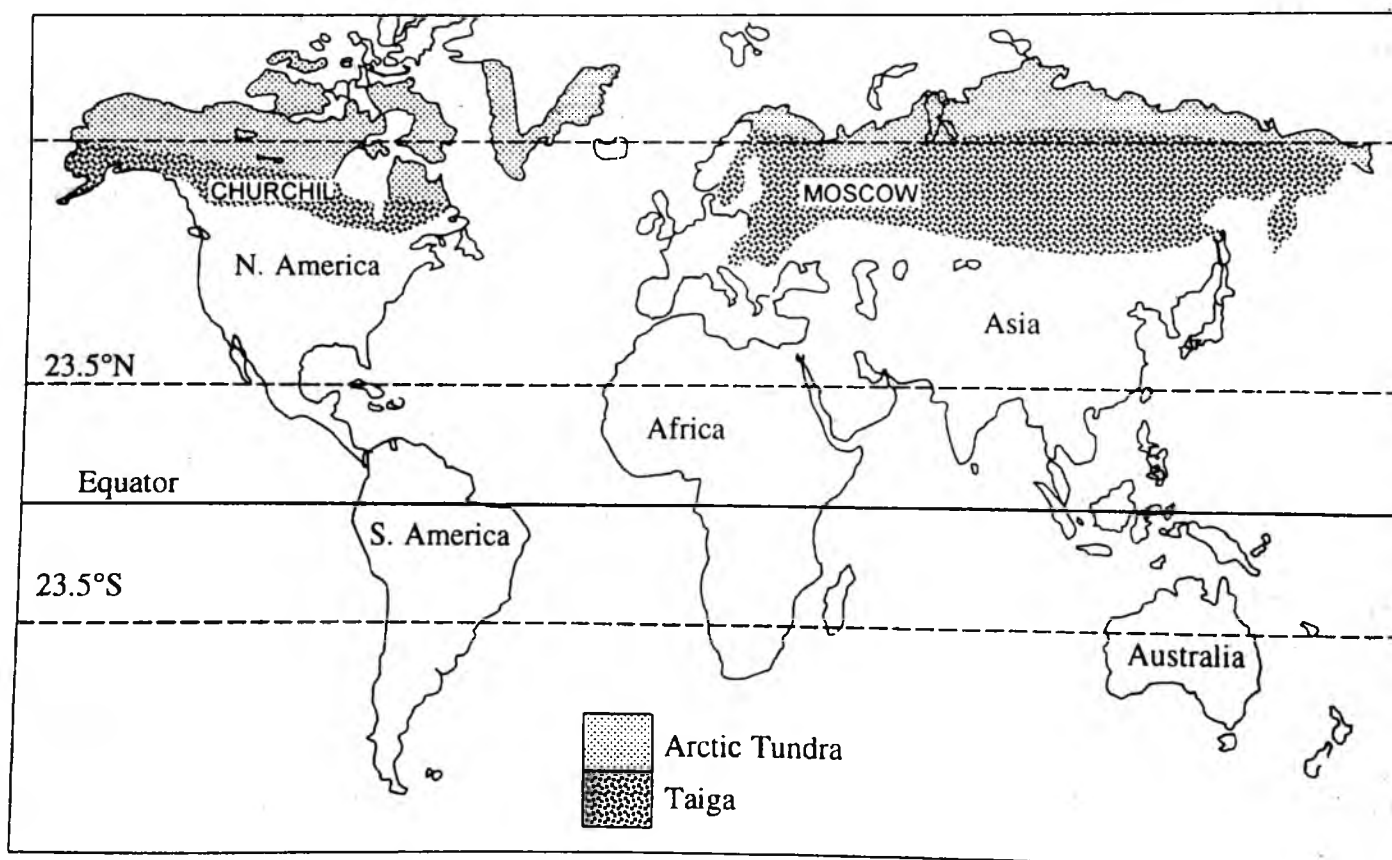 CHURCHIL
MOSCOW
N. America
Asia
23.5°N
Africa
Equator
S. America
23.5°S
Australia
Arctic Tundra
Taiga